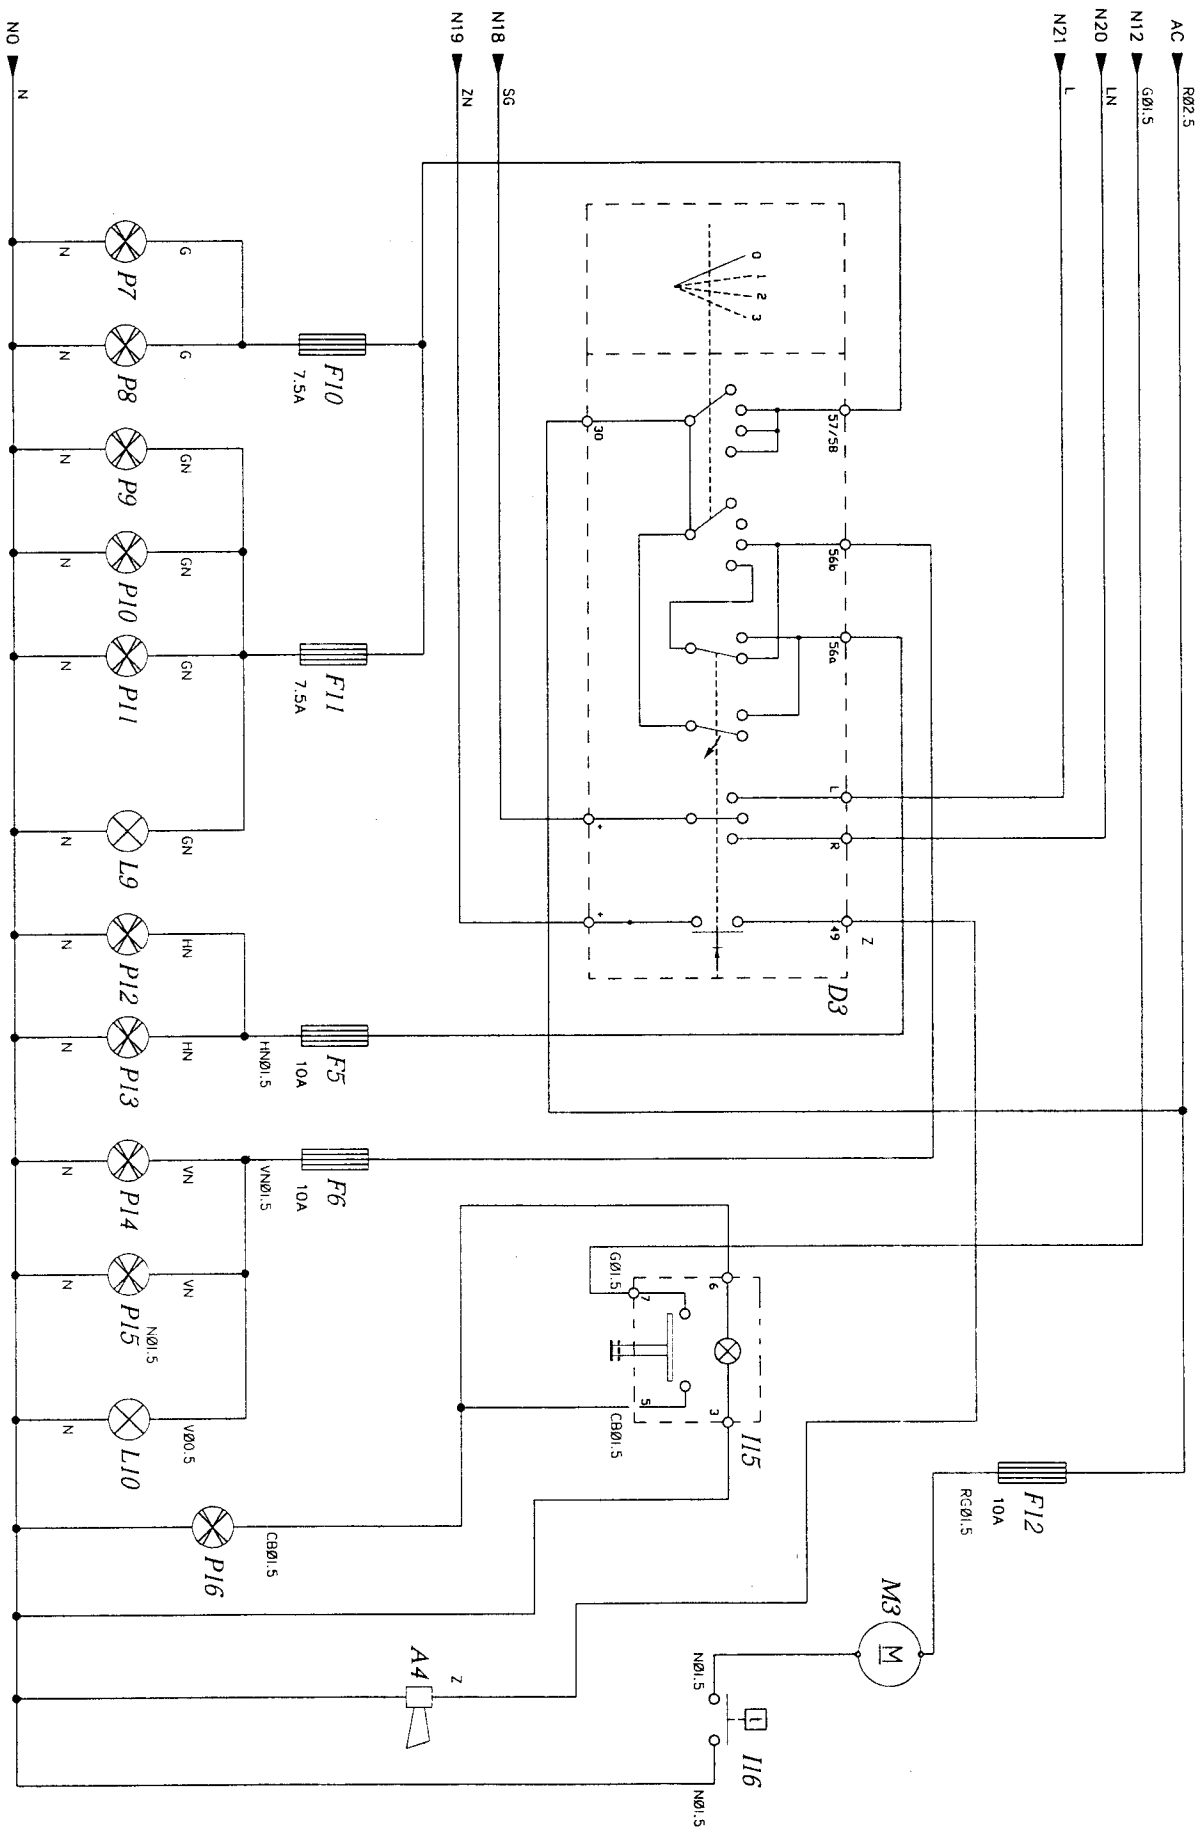 AC
RØ2.5
N12
GØ1.5
N20
LN
N21
L
N18
SG
N19
ZN
N0
N
0
1
2
3
57/58
30
56b
56a
L
+
R
+
49
Z
D3
F10
7.5A
F11
7.5A
G
P7
N
G
P8
N
GN
P9
N
GN
P10
N
GN
P11
N
GN
L9
N
HN
P12
N
HN
P13
N
HNØ1.5
F5
10A
VN
P14
N
VNØ1.5
F6
10A
VN
P15
N
NØ1.5
VØ0.5
L10
N
GØ1.5
7
6
5
3
I15
CBØ1.5
CBØ1.5
P16
F12
10A
RGØ1.5
M3
M
NØ1.5
t
I16
NØ1.5
A4
Z